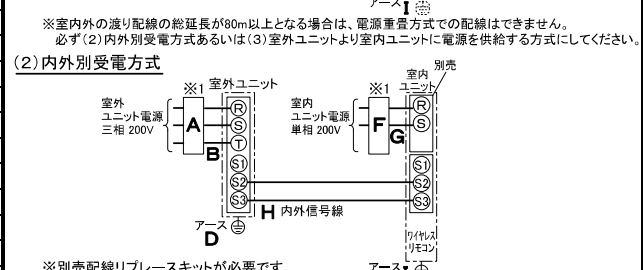 アース I
※室内外の渡り配線の総延長が80m以上となる場合は、電源重畳方式での配線はできません。
必ず(2)内外別受電方式あるいは(3)室外ユニットより室内ユニットに電源を供給する方式にしてください。
(2)内外別受電方式
別売
※1 室外ユニット
※1
室内
ユニット
室外
ユニット電源
三相 200V
A
B
R
S
T
S1
S2
S3
室内
ユニット電源
単相 200V
F
G
R
S
S1
S2
S3
H 内外信号線
アース
D
ワイヤレス
リモコン
※別売配線リプレースキットが必要です
アース